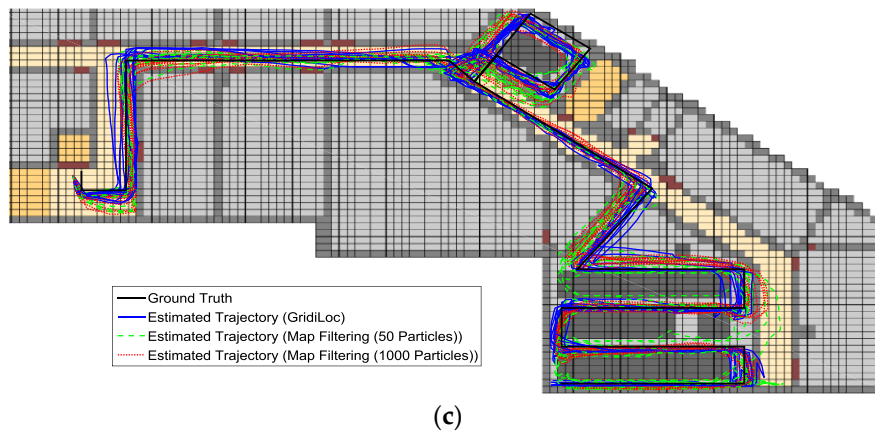 Ground Truth
Estimated Trajectory (GridiLoc)
Estimated Trajectory (Map Filtering (50 Particles))
Estimated Trajectory (Map Filtering (1000 Particles))
(c)